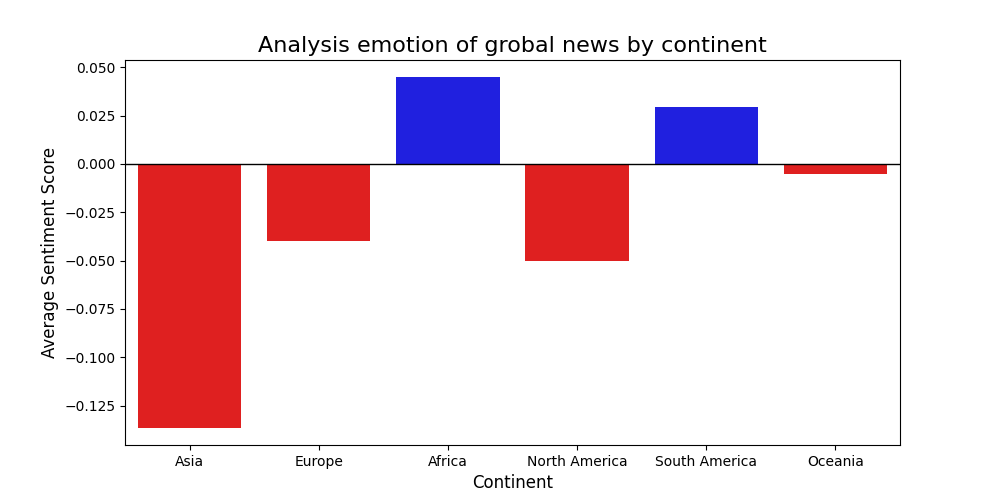 Analysis emotion of grobal news by continent
Average Sentiment Score
0.050
0.025
0.000
−0.025
−0.050
−0.075
−0.100
−0.125
Asia Europe Africa North America South America Oceania
Continent